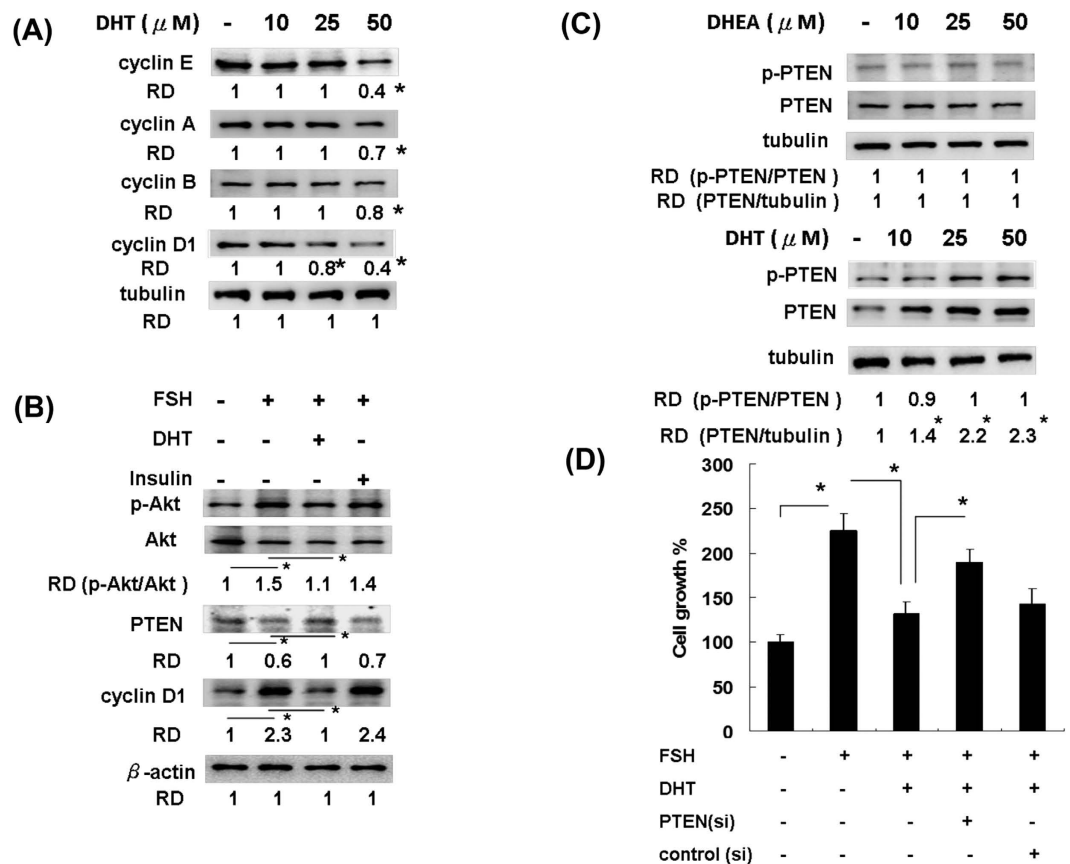 (A)
DHT (μ M) - 10 25 50
cyclin E
RD 1 1 1 0.4 *
cyclin A
RD 1 1 1 0.7 *
cyclin B
RD 1 1 1 0.8 *
cyclin D1
RD 1 1 0.8* 0.4 *
tubulin
RD 1 1 1 1
(B)
FSH - + + +
DHT - - + -
Insulin - - - +
p-Akt
Akt
* *
RD (p-Akt/Akt ) 1 1.5 1.1 1.4
PTEN
* *
RD 1 0.6 1 0.7
cyclin D1
* *
RD 1 2.3 1 2.4
β-actin
RD 1 1 1 1
(C)
DHEA (μ M) - 10 25 50
p-PTEN
PTEN
tubulin
RD (p-PTEN/PTEN ) 1 1 1 1
RD (PTEN/tubulin ) 1 1 1 1
DHT ( μ M) - 10 25 50
p-PTEN
PTEN
tubulin
RD (p-PTEN/PTEN ) 1 0.9 1 1
RD (PTEN/tubulin ) 1 1.4* 2.2* 2.3*
(D)
Cell growth %
300
250
200
150
100
50
0
* * *
FSH - + + + +
DHT - - + + +
PTEN(si) - - - + -
control (si) - - - - +